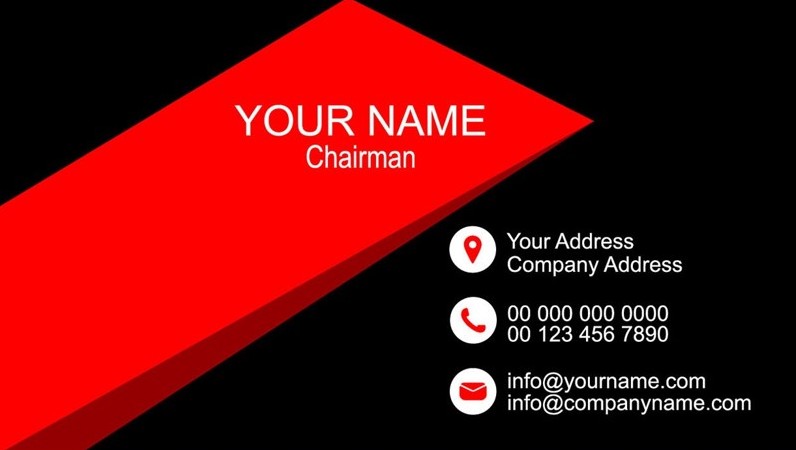 YOUR NAME
Chairman
Your Address
Company Address
00 000 000 0000
00 123 456 7890
info@yourname.com
info@companyname.com